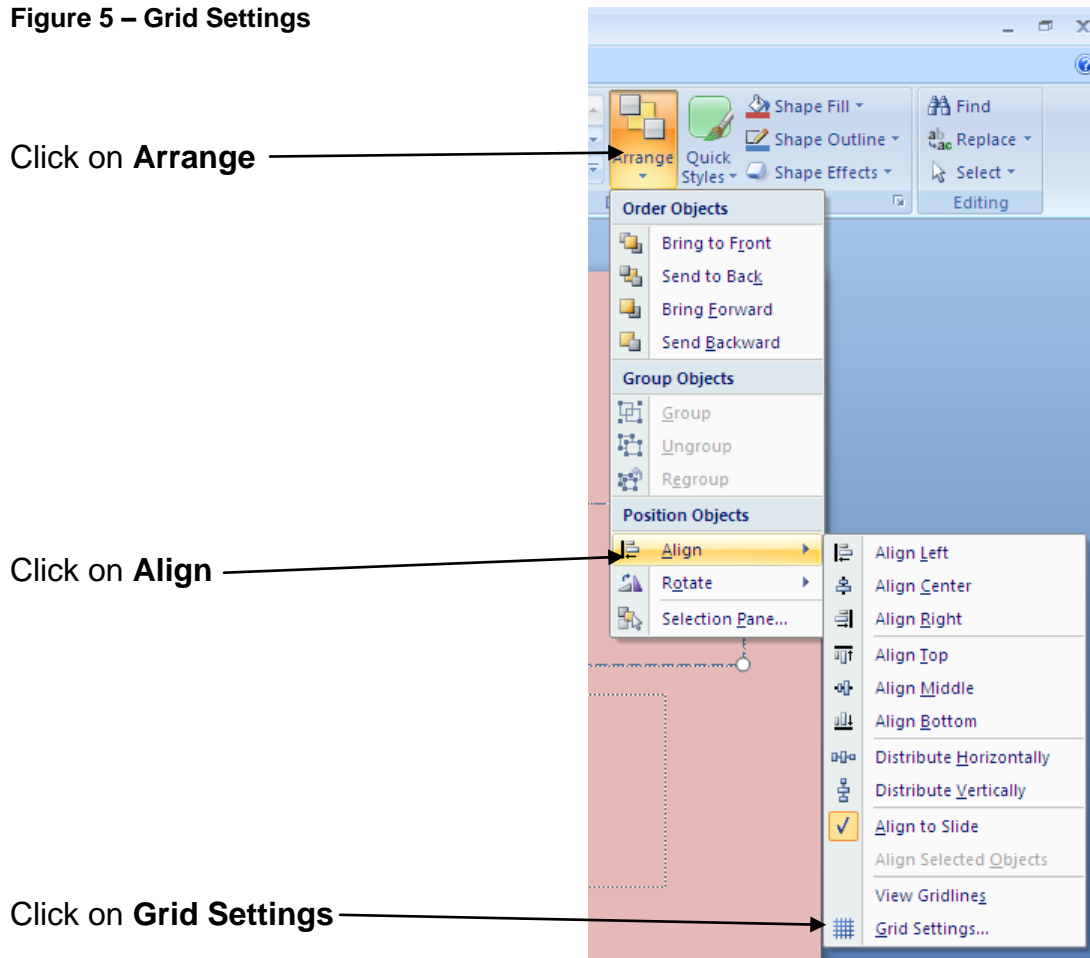 Figure 5 – Grid Settings
Click on Arrange
Arrange
Quick Styles
Shape Fill
Shape Outline
Shape Effects
Find
Replace
Select
Editing
Order Objects
Bring to Front
Send to Back
Bring Forward
Send Backward
Group Objects
Group
Ungroup
Regroup
Position Objects
Click on Align
Align
Rotate
Selection Pane...
Align Left
Align Center
Align Right
Align Top
Align Middle
Align Bottom
Distribute Horizontally
Distribute Vertically
Align to Slide
Align Selected Objects
View Gridlines
Click on Grid Settings
Grid Settings...